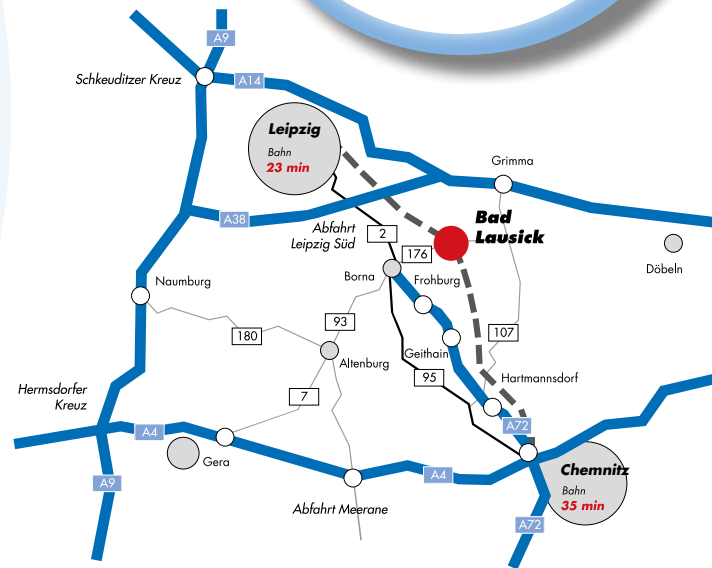 A9
Schkeuditzer Kreuz
A14
Leipzig
Bahn
23 min
Grimma
A38
Abfahrt
Leipzig Süd
2
Bad
Lausick
176
Borna
Frohburg
Döbeln
Naumburg
93
180
107
Geithain
Altenburg
95
Hartmannsdorf
Hermsdorfer
Kreuz
7
A4
A72
Gera
Chemnitz
Bahn
35 min
A4
A9
Abfahrt Meerane
A72